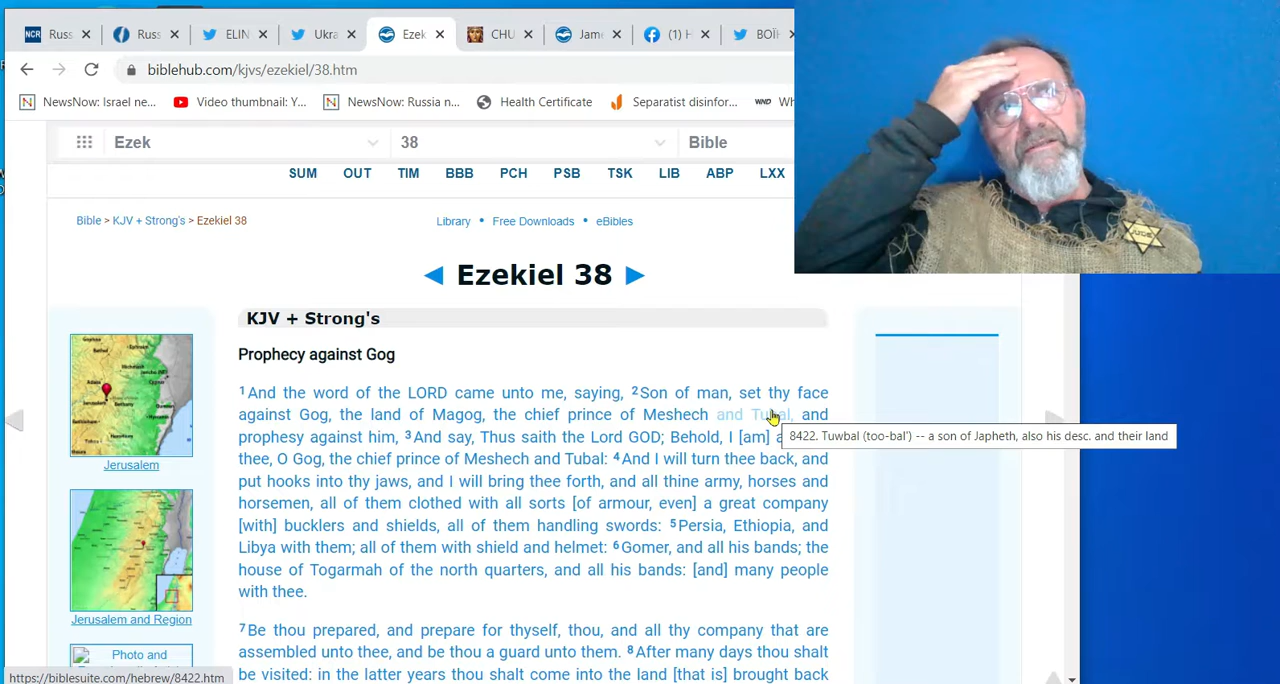 NCR Russ
Russ
ELIN
Ukra
Ezek
CHU
Jame
(1) H
BOÏ
biblehub.com/kjvs/ezekiel/38.htm
NewsNow: Israel ne...
Video thumbnail: Y...
NewsNow: Russia n...
Health Certificate
Separatist disinfor...
WND Wh
Ezek 38 Bible
SUM OUT TIM BBB PCH PSB TSK LIB ABP LXX
Bible > KJV + Strong's > Ezekiel 38
Library • Free Downloads • eBibles
Ezekiel 38
KJV + Strong's
Prophecy against Gog
1And the word of the LORD came unto me, saying, 2Son of man, set thy face
against Gog, the land of Magog, the chief prince of Meshech and Tubal, and
prophesy against him, 3And say, Thus saith the Lord GOD; Behold, I [am] a
thee, O Gog, the chief prince of Meshech and Tubal: 4And I will turn thee back, and
put hooks into thy jaws, and I will bring thee forth, and all thine army, horses and
horsemen, all of them clothed with all sorts [of armour, even] a great company
[with] bucklers and shields, all of them handling swords: 5Persia, Ethiopia, and
Libya with them; all of them with shield and helmet: 6Gomer, and all his bands; the
house of Togarmah of the north quarters, and all his bands: [and] many people
with thee.
7Be thou prepared, and prepare for thyself, thou, and all thy company that are
assembled unto thee, and be thou a guard unto them. 8After many days thou shalt
be visited: in the latter years thou shalt come into the land [that is] brought back
8422. Tuwbal (too-bal') -- a son of Japheth, also his desc. and their land
Jerusalem
Jerusalem and Region
Photo and
https://biblesuite.com/hebrew/8422.htm
JUDE